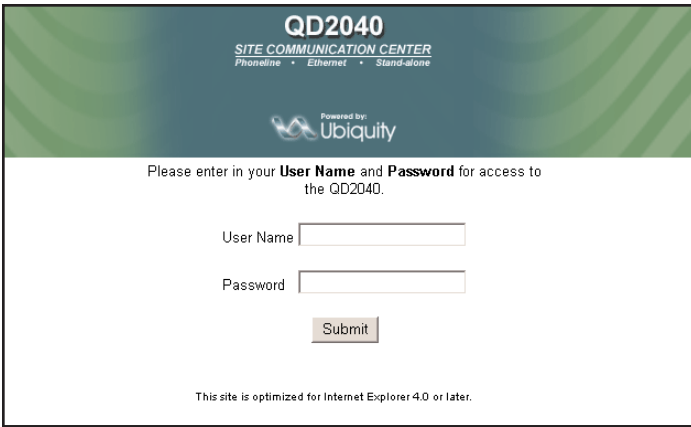 QD2040
SITE COMMUNICATION CENTER
Phoneline • Ethernet • Stand-alone
Powered by:
Ubiquity
Please enter in your User Name and Password for access to
the QD2040.
User Name
Password
Submit
This site is optimized for Internet Explorer 4.0 or later.